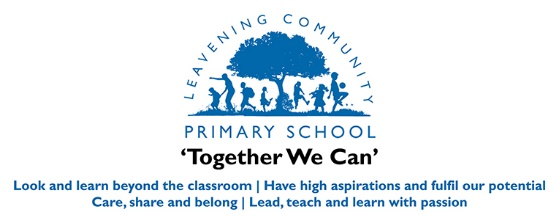 LEAVENING COMMUNITY
PRIMARY SCHOOL
‘Together We Can’
Look and learn beyond the classroom | Have high aspirations and fulfil our potential
Care, share and belong | Lead, teach and learn with passion